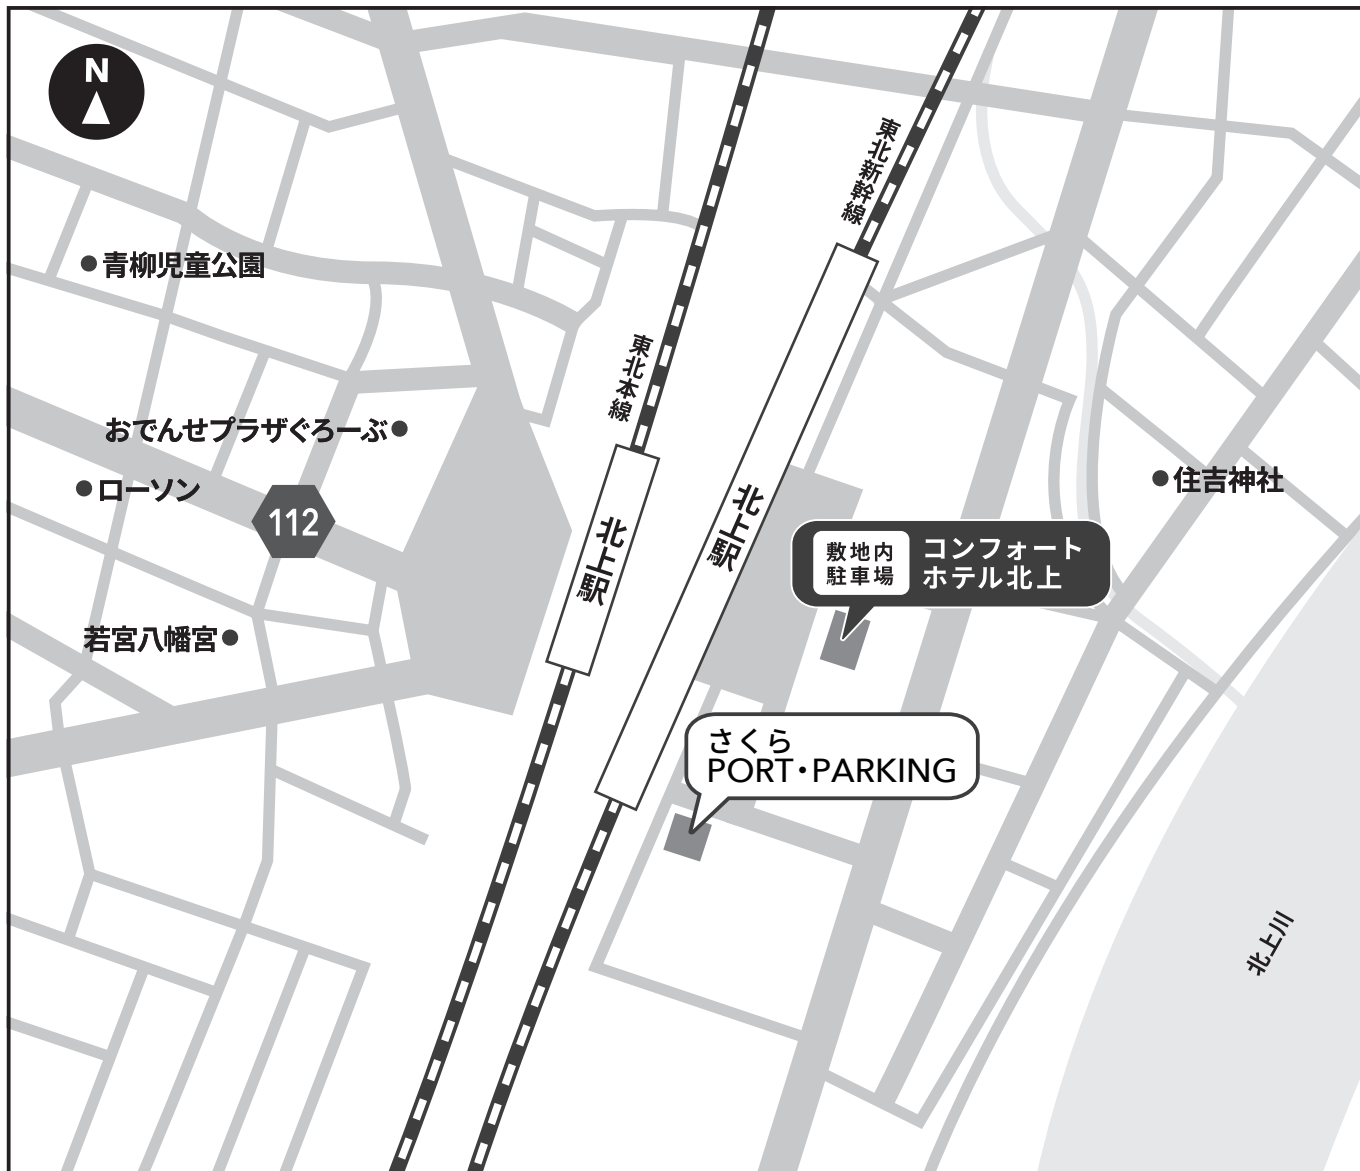 N
東北新幹線
青柳児童公園
東北本線
おでんせプラザぐろーぶ
ローソン
112
住吉神社
北上駅
北上駅
敷地内
駐車場
コンフォート
ホテル北上
若宮八幡宮
さくら
PORT・PARKING
北上川